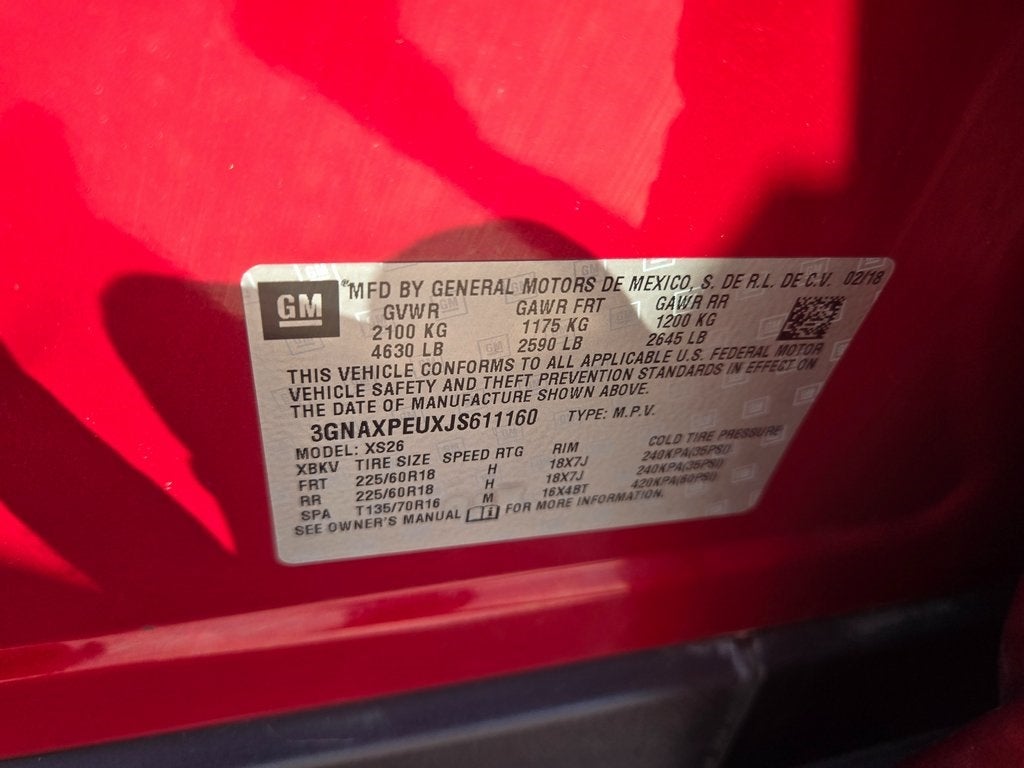 GM
®MFD BY GENERAL MOTORS DE MEXICO, S. DE R.L. DE C.V. 02/18
GVWR GAWR FRT GAWR RR
2100 KG 1175 KG 1200 KG
4630 LB 2590 LB 2645 LB
THIS VEHICLE CONFORMS TO ALL APPLICABLE U.S. FEDERAL MOTOR
VEHICLE SAFETY AND THEFT PREVENTION STANDARDS IN EFFECT ON
THE DATE OF MANUFACTURE SHOWN ABOVE.
3GNAXPEUXJS611160 TYPE: M.P.V.
MODEL: XS26
XBKV TIRE SIZE SPEED RTG RIM COLD TIRE PRESSURE
FRT 225/60R18 H 18X7J 240KPA(35PSI)
RR 225/60R18 H 18X7J 240KPA(35PSI)
SPA T135/70R16 M 16X4BT 420KPA(60PSI)
SEE OWNER'S MANUAL FOR MORE INFORMATION.